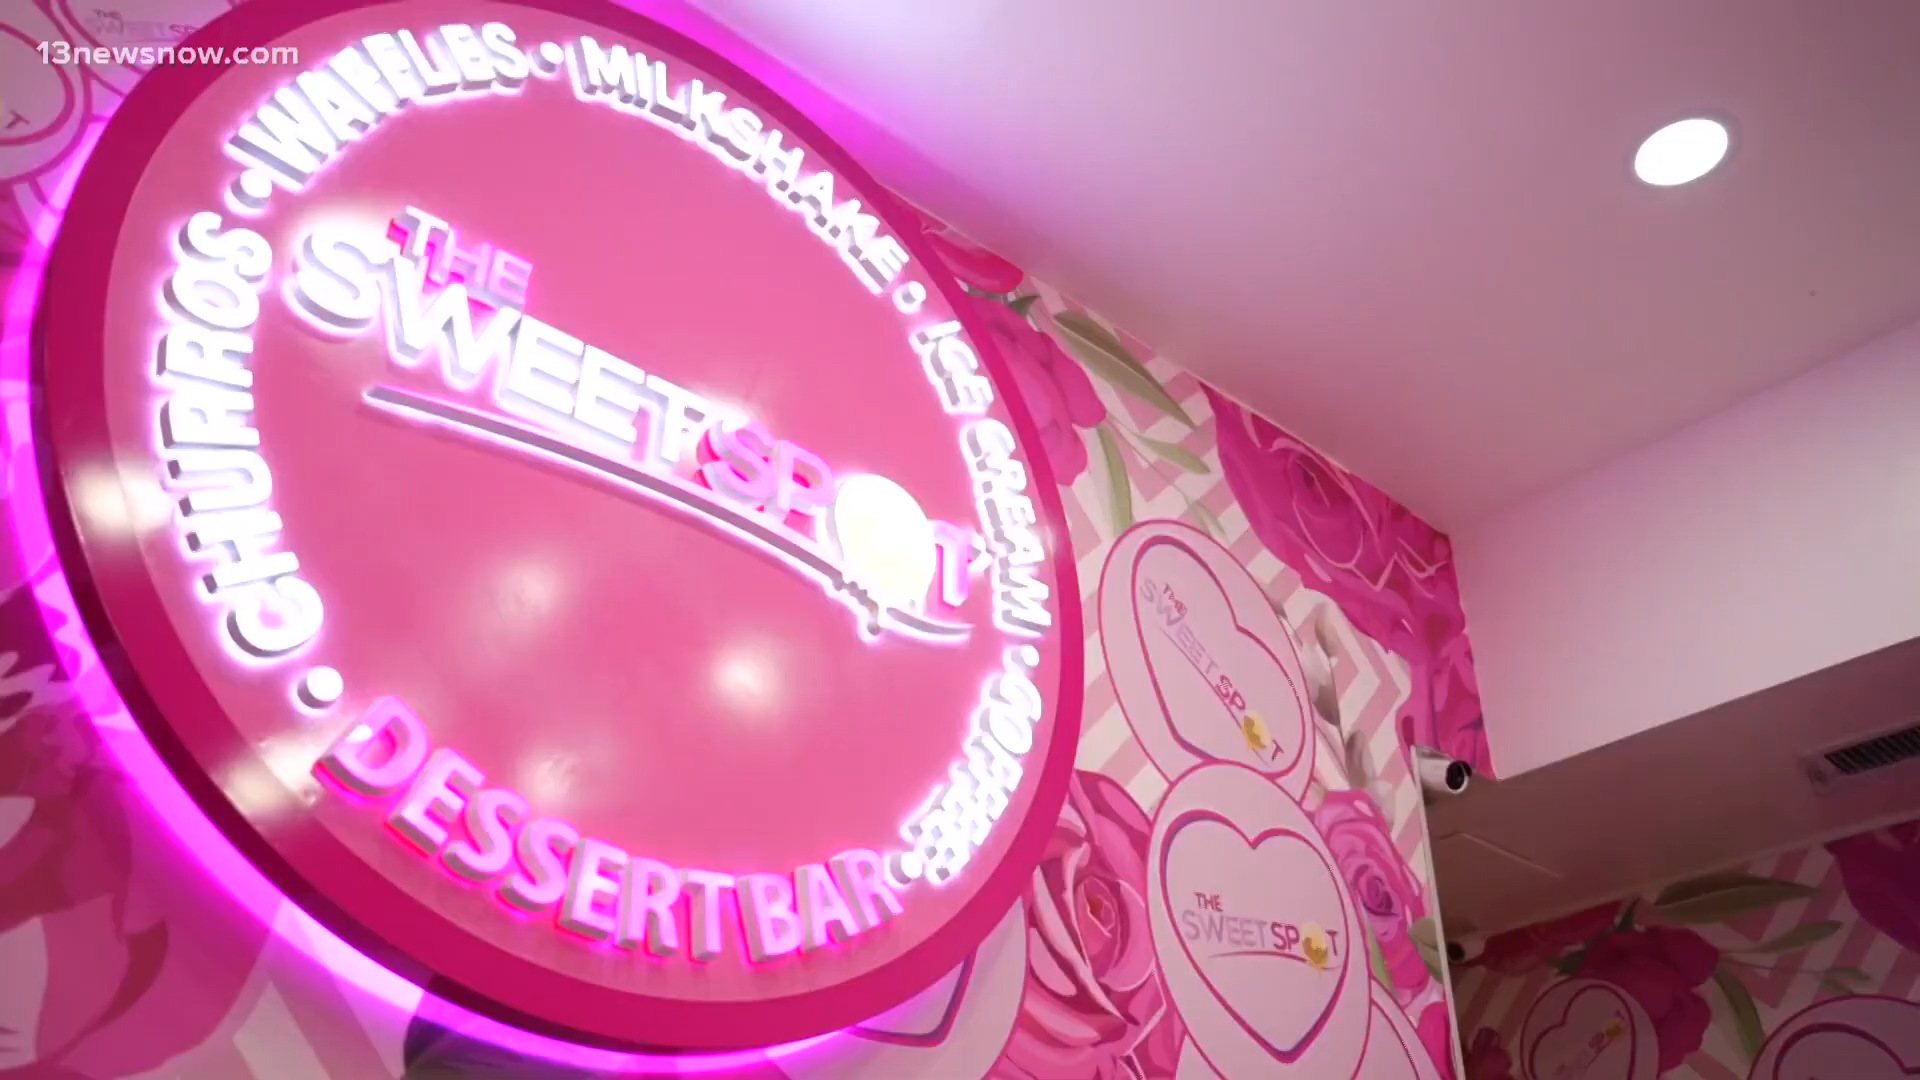 13newsnow.com
THE
SWEET SPOT
CHURROS • WAFFLES • MILKSHAKE • ICE CREAM • COFFEE •
DESSERT BAR
THE
SWEET SPOT
THE
SWEET SPOT